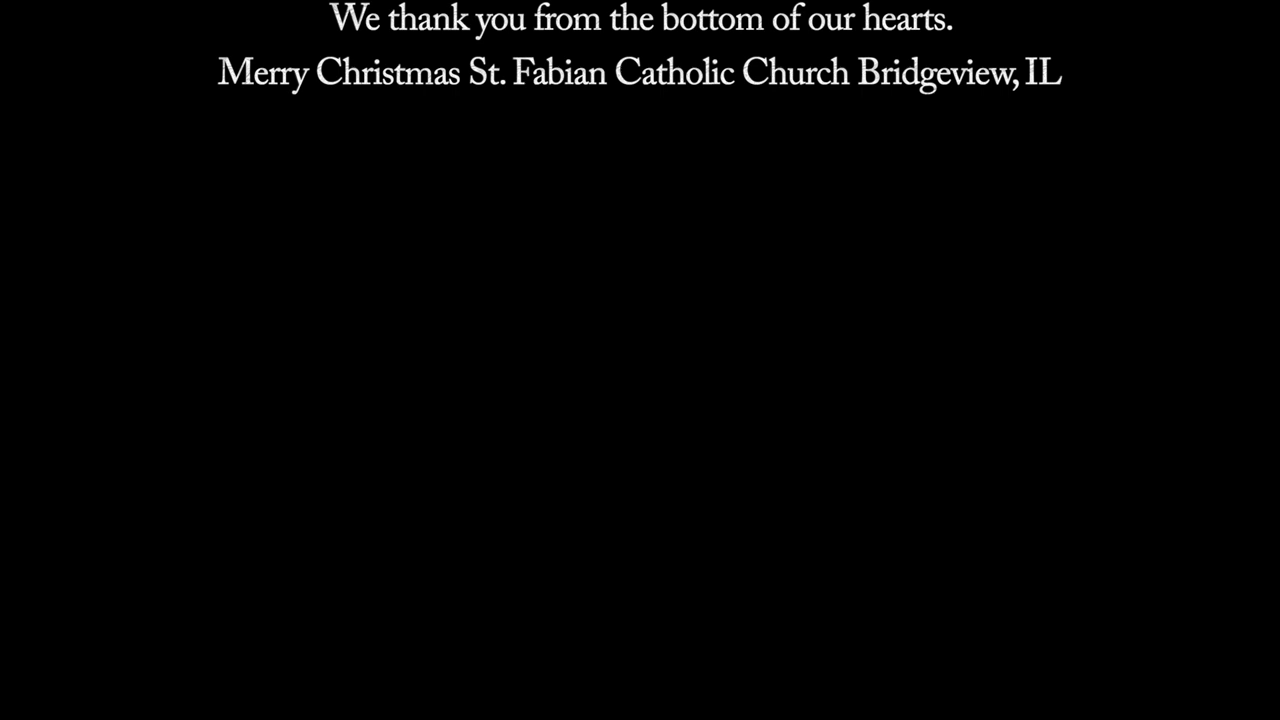 We thank you from the bottom of our hearts.
Merry Christmas St. Fabian Catholic Church Bridgeview, IL